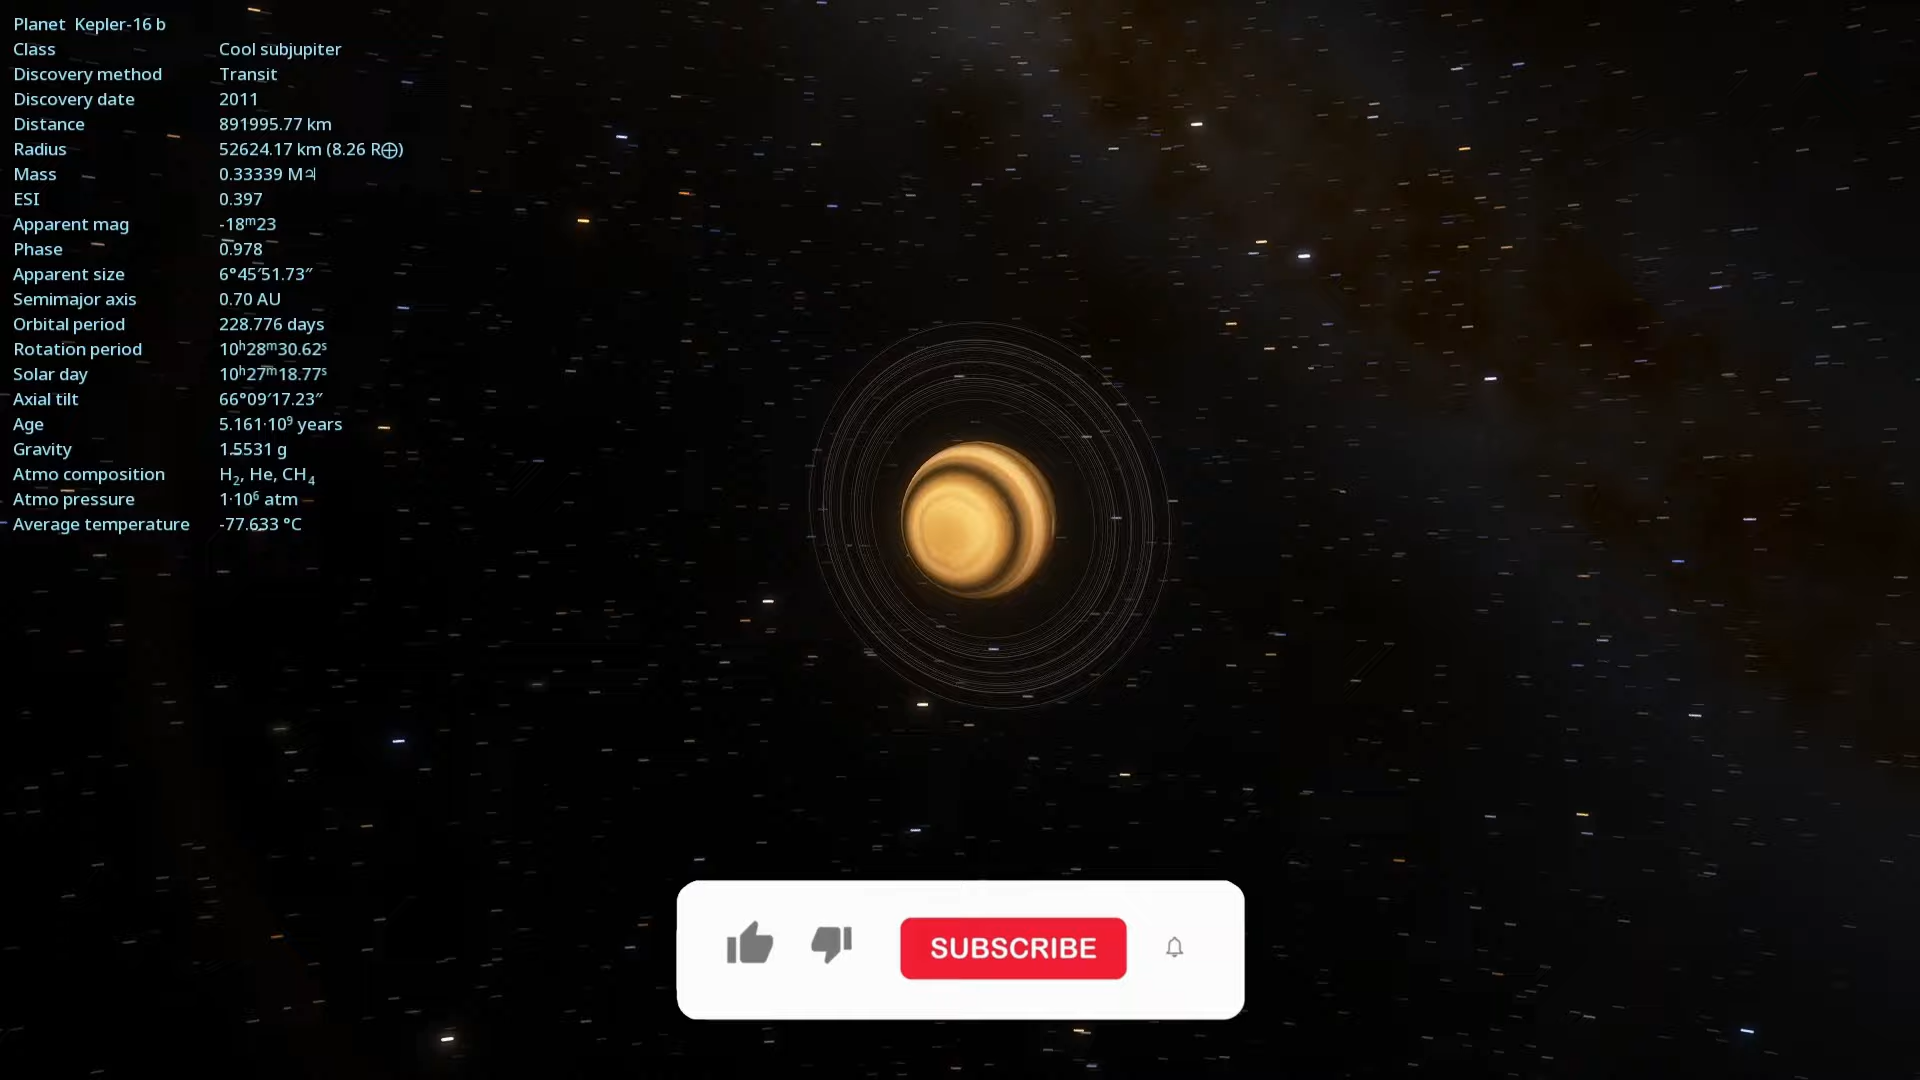 Planet Kepler-16 b
Class Cool subjupiter
Discovery method Transit
Discovery date 2011
Distance 891995.77 km
Radius 52624.17 km (8.26 R⊕)
Mass 0.33339 M♃
ESI 0.397
Apparent mag -18ᵐ23
Phase 0.978
Apparent size 6°45′51.73″
Semimajor axis 0.70 AU
Orbital period 228.776 days
Rotation period 10ʰ28ᵐ30.62ˢ
Solar day 10ʰ27ᵐ18.77ˢ
Axial tilt 66°09′17.23″
Age 5.161·10⁹ years
Gravity 1.5531 g
Atmo composition H₂, He, CH₄
Atmo pressure 1·10⁶ atm
Average temperature -77.633 °C
SUBSCRIBE